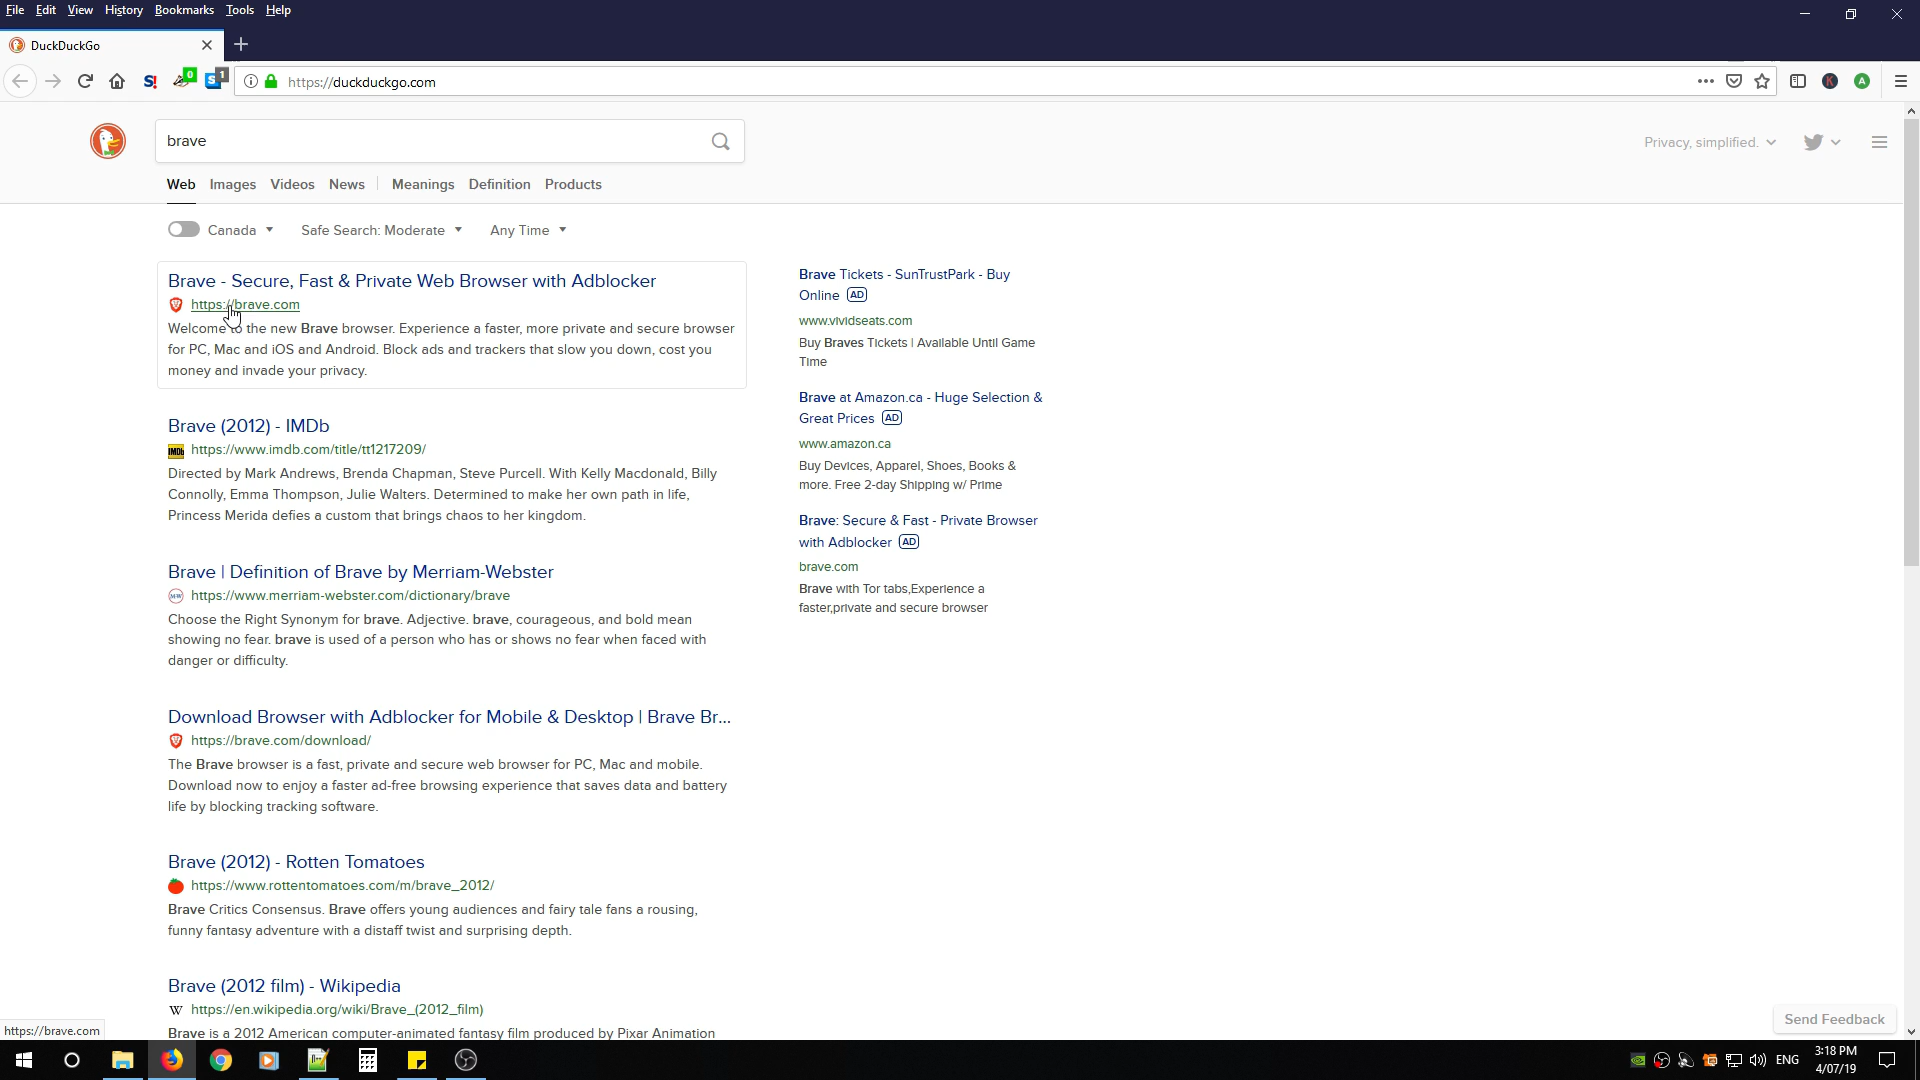 File Edit View History Bookmarks Tools Help
DuckDuckGo
S! 0 S 1 https://duckduckgo.com K A
brave
Privacy, simplified.
Web Images Videos News Meanings Definition Products
Canada Safe Search: Moderate Any Time
Brave - Secure, Fast & Private Web Browser with Adblocker
https://brave.com
Welcome to the new Brave browser. Experience a faster, more private and secure browser
for PC, Mac and iOS and Android. Block ads and trackers that slow you down, cost you
money and invade your privacy.
Brave (2012) - IMDb
IMDb https://www.imdb.com/title/tt1217209/
Directed by Mark Andrews, Brenda Chapman, Steve Purcell. With Kelly Macdonald, Billy
Connolly, Emma Thompson, Julie Walters. Determined to make her own path in life,
Princess Merida defies a custom that brings chaos to her kingdom.
Brave | Definition of Brave by Merriam-Webster
MW https://www.merriam-webster.com/dictionary/brave
Choose the Right Synonym for brave. Adjective. brave, courageous, and bold mean
showing no fear. brave is used of a person who has or shows no fear when faced with
danger or difficulty.
Download Browser with Adblocker for Mobile & Desktop | Brave Br...
https://brave.com/download/
The Brave browser is a fast, private and secure web browser for PC, Mac and mobile.
Download now to enjoy a faster ad-free browsing experience that saves data and battery
life by blocking tracking software.
Brave (2012) - Rotten Tomatoes
https://www.rottentomatoes.com/m/brave_2012/
Brave Critics Consensus. Brave offers young audiences and fairy tale fans a rousing,
funny fantasy adventure with a distaff twist and surprising depth.
Brave (2012 film) - Wikipedia
W https://en.wikipedia.org/wiki/Brave_(2012_film)
Brave is a 2012 American computer-animated fantasy film produced by Pixar Animation
Brave Tickets - SunTrustPark - Buy
Online AD
www.vividseats.com
Buy Braves Tickets | Available Until Game
Time
Brave at Amazon.ca - Huge Selection &
Great Prices AD
www.amazon.ca
Buy Devices, Apparel, Shoes, Books &
more. Free 2-day Shipping w/ Prime
Brave: Secure & Fast - Private Browser
with Adblocker AD
brave.com
Brave with Tor tabs,Experience a
faster,private and secure browser
Send Feedback
https://brave.com
ENG
3:18 PM
4/07/19